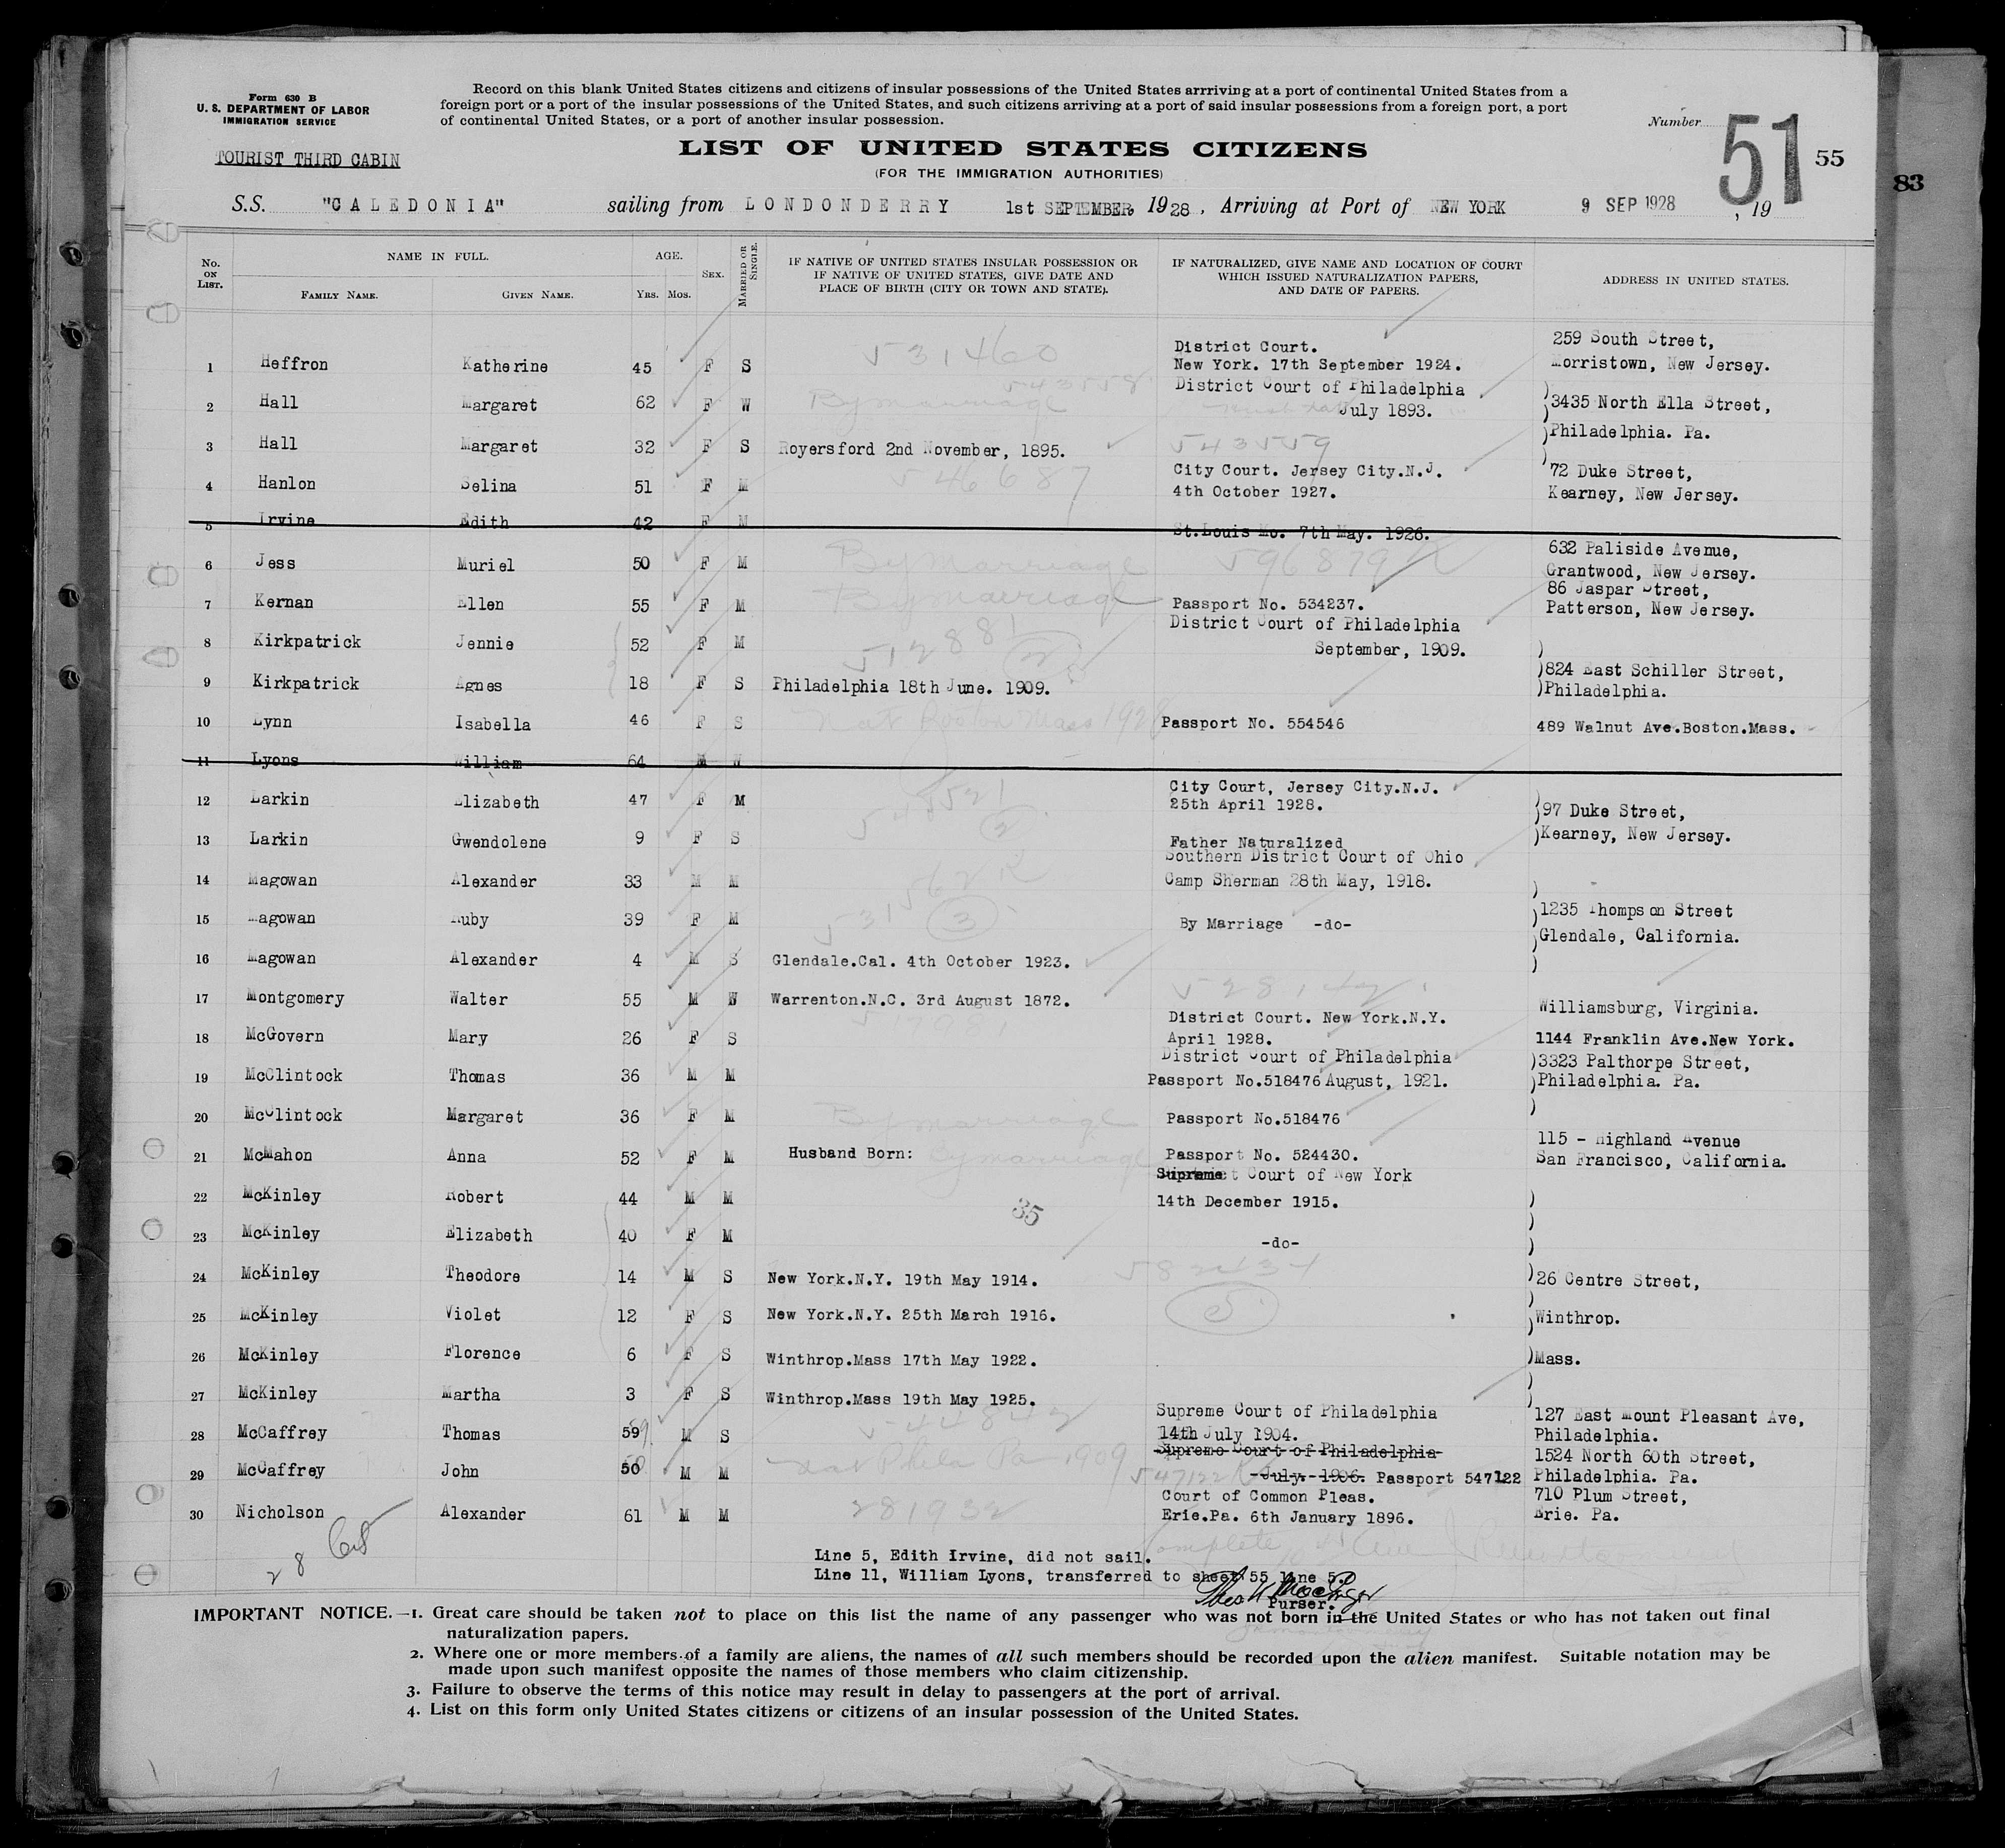 Form 630 B
U. S. DEPARTMENT OF LABOR
IMMIGRATION SERVICE
Record on this blank United States citizens and citizens of insular possessions of the United States arrriving at a port of continental United States from a
foreign port or a port of the insular possessions of the United States, and such citizens arriving at a port of said insular possessions from a foreign port, a port
of continental United States, or a port of another insular possession.
Number 51 55
83
TOURIST THIRD CABIN
LIST OF UNITED STATES CITIZENS
(FOR THE IMMIGRATION AUTHORITIES)
S.S. "CALEDONIA" sailing from LONDONDERRY 1st SEPTEMBER, 1928, Arriving at Port of NEW YORK 9 SEP 1928, 19
No. ON LIST. NAME IN FULL. FAMILY NAME. GIVEN NAME. AGE. Yrs. Mos. SEX. MARRIED OR SINGLE. IF NATIVE OF UNITED STATES INSULAR POSSESSION OR IF NATIVE OF UNITED STATES, GIVE DATE AND PLACE OF BIRTH (CITY OR TOWN AND STATE). IF NATURALIZED, GIVE NAME AND LOCATION OF COURT WHICH ISSUED NATURALIZATION PAPERS, AND DATE OF PAPERS. ADDRESS IN UNITED STATES.
1 Heffron Katherine 45 F S 531460 District Court. New York. 17th September 1924. 259 South Street, Morristown, New Jersey.
2 Hall Margaret 62 F W By marriage 543558 District Court of Philadelphia July 1893. 3435 North Ella Street,
3 Hall Margaret 32 F S Royersford 2nd November, 1895. 543559 Philadelphia. Pa.
4 Hanlon Selina 51 F M 546687 City Court. Jersey City.N.J. 4th October 1927. 72 Duke Street, Kearney, New Jersey.
5 Irvine Edith 42 F M St.Louis Mo. 7th May. 1926.
6 Jess Muriel 50 F M By marriage 596879 632 Paliside Avenue, Grantwood, New Jersey.
7 Kernan Ellen 55 F M By marriage Passport No. 534237. 86 Jaspar Street, Patterson, New Jersey.
8 Kirkpatrick Jennie 52 F M 512881 District Court of Philadelphia September, 1909.
9 Kirkpatrick Agnes 18 F S Philadelphia 18th June. 1909. 2 824 East Schiller Street, Philadelphia.
10 Lynn Isabella 46 F S Nat Boston Mass 192 Passport No. 554546 489 Walnut Ave.Boston.Mass.
11 Lyons William 64 M W
12 Larkin Elizabeth 47 F M City Court, Jersey City.N.J. 25th April 1928. 97 Duke Street,
13 Larkin Gwendolene 9 F S 2 Father Naturalized Kearney, New Jersey.
14 Magowan Alexander 33 M M 531562 R Southern District Court of Ohio Camp Sherman 28th May, 1918.
15 Magowan Ruby 39 F M 3 By Marriage -do- 1235 Thompson Street
16 Magowan Alexander 4 M S Glendale.Cal. 4th October 1923. Glendale, California.
17 Montgomery Walter 55 M W Warrenton.N.C. 3rd August 1872. Williamsburg, Virginia.
18 McGovern Mary 26 F S District Court. New York.N.Y. April 1928. 1144 Franklin Ave.New York.
19 McClintock Thomas 36 M M District Court of Philadelphia Passport No.518476 August, 1921. 3323 Palthorpe Street, Philadelphia. Pa.
20 McClintock Margaret 36 F M By marriage Passport No.518476
21 McMahon Anna 52 F M Husband Born: By marriage Passport No. 524430. 115 - Highland Avenue San Francisco, California.
22 McKinley Robert 44 M M 35 Supreme Court of New York 14th December 1915.
23 McKinley Elizabeth 40 F M -do-
24 McKinley Theodore 14 M S New York.N.Y. 19th May 1914. 582434 26 Centre Street,
25 McKinley Violet 12 F S New York.N.Y. 25th March 1916. 5 Winthrop.
26 McKinley Florence 6 F S Winthrop.Mass 17th May 1922. Mass.
27 McKinley Martha 3 F S Winthrop.Mass 19th May 1925.
28 McCaffrey Thomas 59 M S 544842 Supreme Court of Philadelphia 14th July 1904. 127 East Mount Pleasant Ave, Philadelphia.
29 McCaffrey John 50 M M Nat Phila Pa 1909 547122 Supreme Court of Philadelphia July. 1906. Passport 547122 1524 North 60th Street, Philadelphia. Pa.
30 Nicholson Alexander 61 M M 281932 Court of Common Pleas. Erie.Pa. 6th January 1896. 710 Plum Street, Erie. Pa.
28
Line 5, Edith Irvine, did not sail.
Line 11, William Lyons, transferred to sheet 55 line 5.
Purser.
IMPORTANT NOTICE.—1. Great care should be taken not to place on this list the name of any passenger who was not born in the United States or who has not taken out final
naturalization papers.
2. Where one or more members of a family are aliens, the names of all such members should be recorded upon the alien manifest. Suitable notation may be
made upon such manifest opposite the names of those members who claim citizenship.
3. Failure to observe the terms of this notice may result in delay to passengers at the port of arrival.
4. List on this form only United States citizens or citizens of an insular possession of the United States.